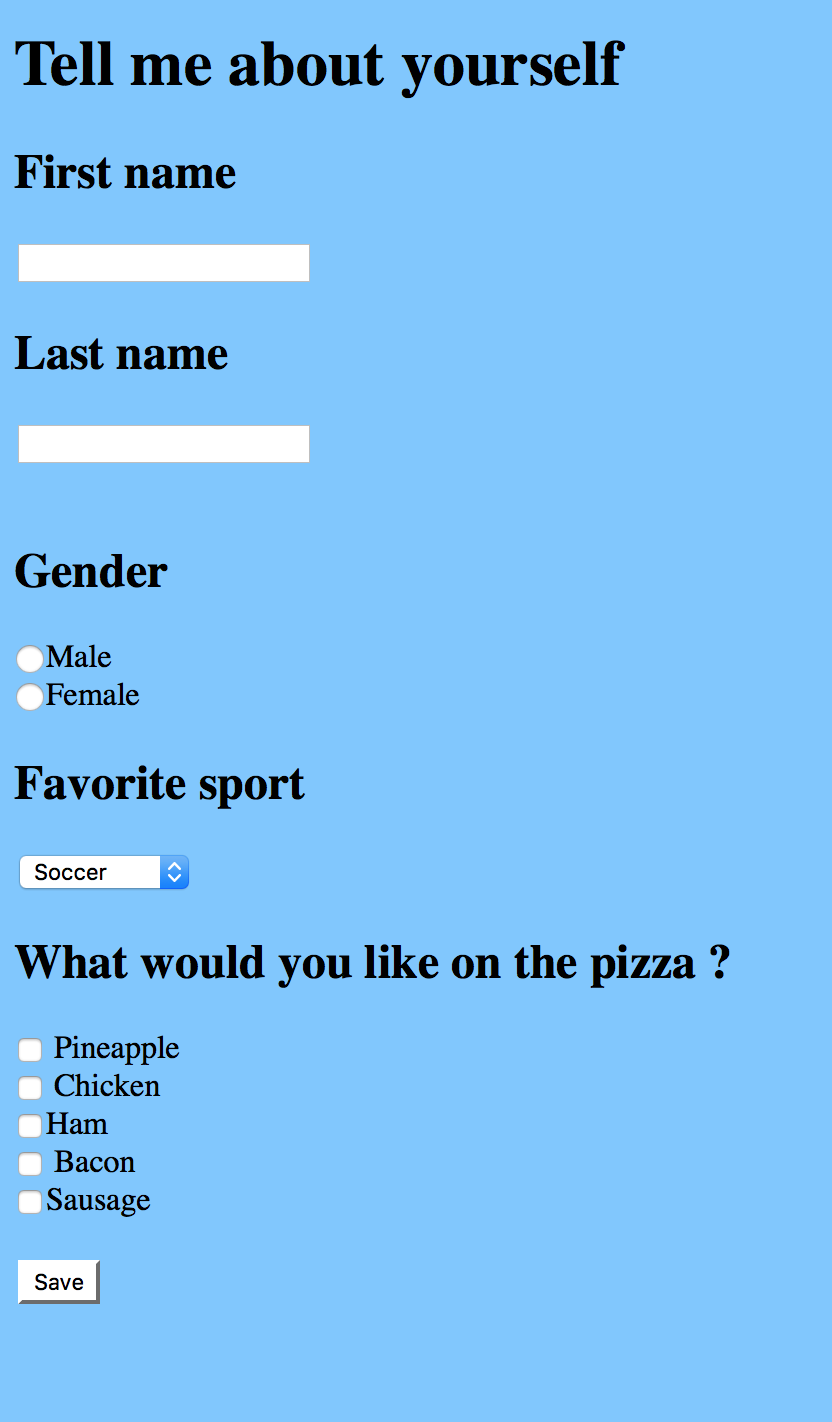 Tell me about yourself
First name
Last name
Gender
Male
Female
Favorite sport
Soccer
What would you like on the pizza ?
Pineapple
Chicken
Ham
Bacon
Sausage
Save